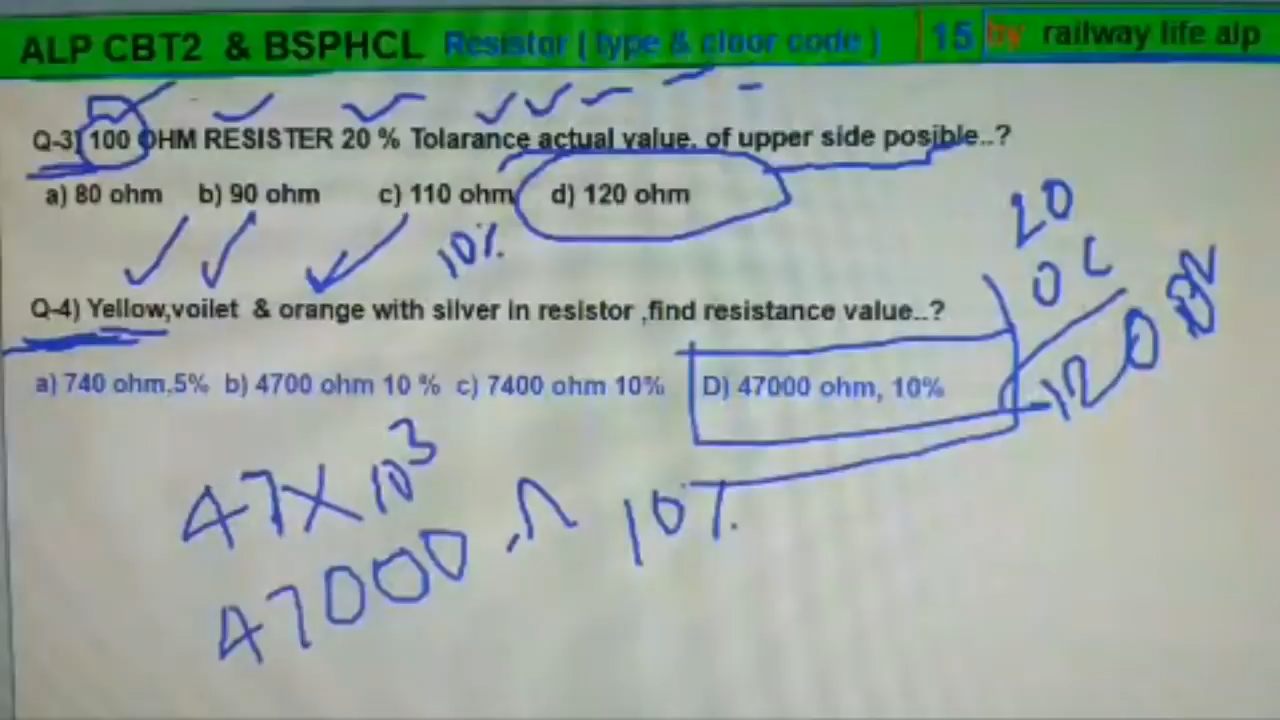 ALP CBT2 & BSPHCL Resistor ( type & cloor code ) 15 by railway life alp
Q-3) 100 OHM RESISTER 20 % Tolarance actual value. of upper side posible..?
a) 80 ohm b) 90 ohm c) 110 ohm d) 120 ohm
20
10%
Q-4) Yellow,voilet & orange with silver in resistor ,find resistance value..?
120
a) 740 ohm,5% b) 4700 ohm 10 % c) 7400 ohm 10% D) 47000 ohm, 10%
47X10³
47000 Ω 10%